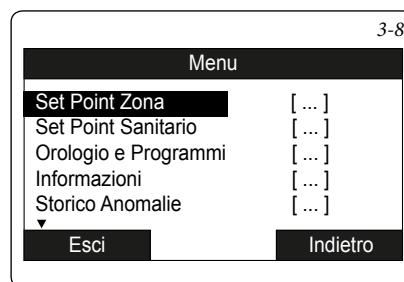 3-8
Menu
Set Point Zona [ ... ]
Set Point Sanitario [ ... ]
Orologio e Programmi [ ... ]
Informazioni [ ... ]
Storico Anomalie [ ... ]
▼
Esci Indietro